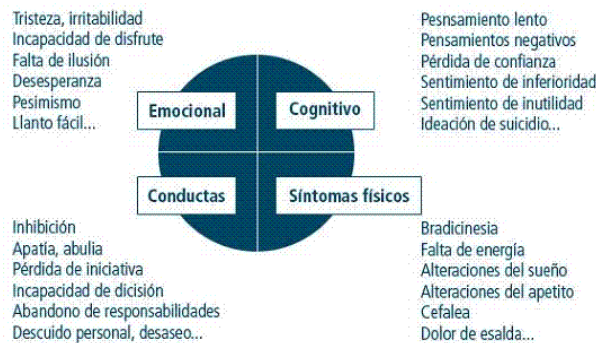 Tristeza, irritabilidad
Incapacidad de disfrute
Falta de ilusión
Desesperanza
Pesimismo
Llanto fácil...
Pesnsamiento lento
Pensamientos negativos
Pérdida de confianza
Sentimiento de inferioridad
Sentimiento de inutilidad
Ideación de suicidio...
Emocional
Cognitivo
Conductas
Síntomas físicos
Inhibición
Apatía, abulia
Pérdida de iniciativa
Incapacidad de dicisión
Abandono de responsabilidades
Descuido personal, desaseo...
Bradicinesia
Falta de energía
Alteraciones del sueño
Alteraciones del apetito
Cefalea
Dolor de esalda...